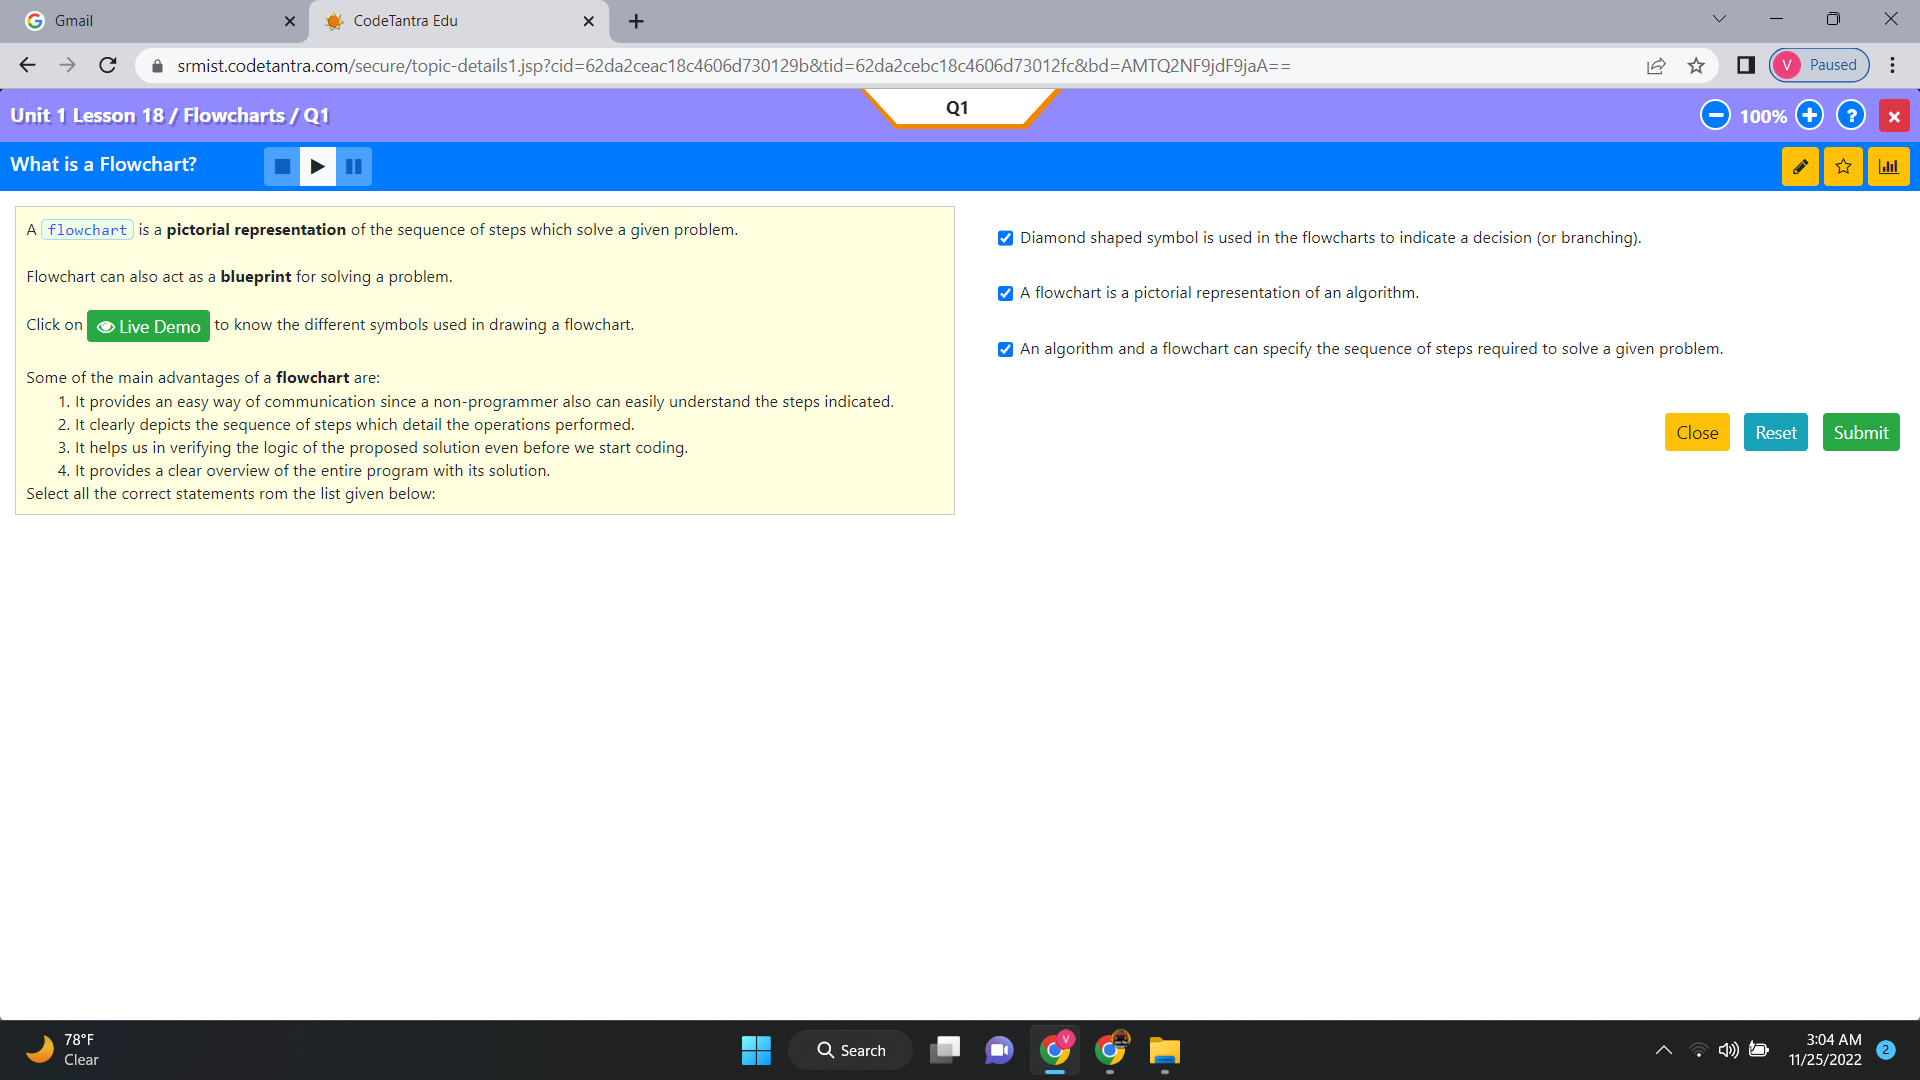 Gmail
CodeTantra Edu
srmist.codetantra.com/secure/topic-details1.jsp?cid=62da2ceac18c4606d730129b&tid=62da2cebc18c4606d73012fc&bd=AMTQ2NF9jdF9jaA==
V Paused
Unit 1 Lesson 18 / Flowcharts / Q1
Q1
100%
?
What is a Flowchart?
A flowchart is a pictorial representation of the sequence of steps which solve a given problem.
Flowchart can also act as a blueprint for solving a problem.
Click on Live Demo to know the different symbols used in drawing a flowchart.
Some of the main advantages of a flowchart are:
1. It provides an easy way of communication since a non-programmer also can easily understand the steps indicated.
2. It clearly depicts the sequence of steps which detail the operations performed.
3. It helps us in verifying the logic of the proposed solution even before we start coding.
4. It provides a clear overview of the entire program with its solution.
Select all the correct statements rom the list given below:
Diamond shaped symbol is used in the flowcharts to indicate a decision (or branching).
A flowchart is a pictorial representation of an algorithm.
An algorithm and a flowchart can specify the sequence of steps required to solve a given problem.
Close Reset Submit
78°F
Clear
Search
V
3:04 AM
11/25/2022
2